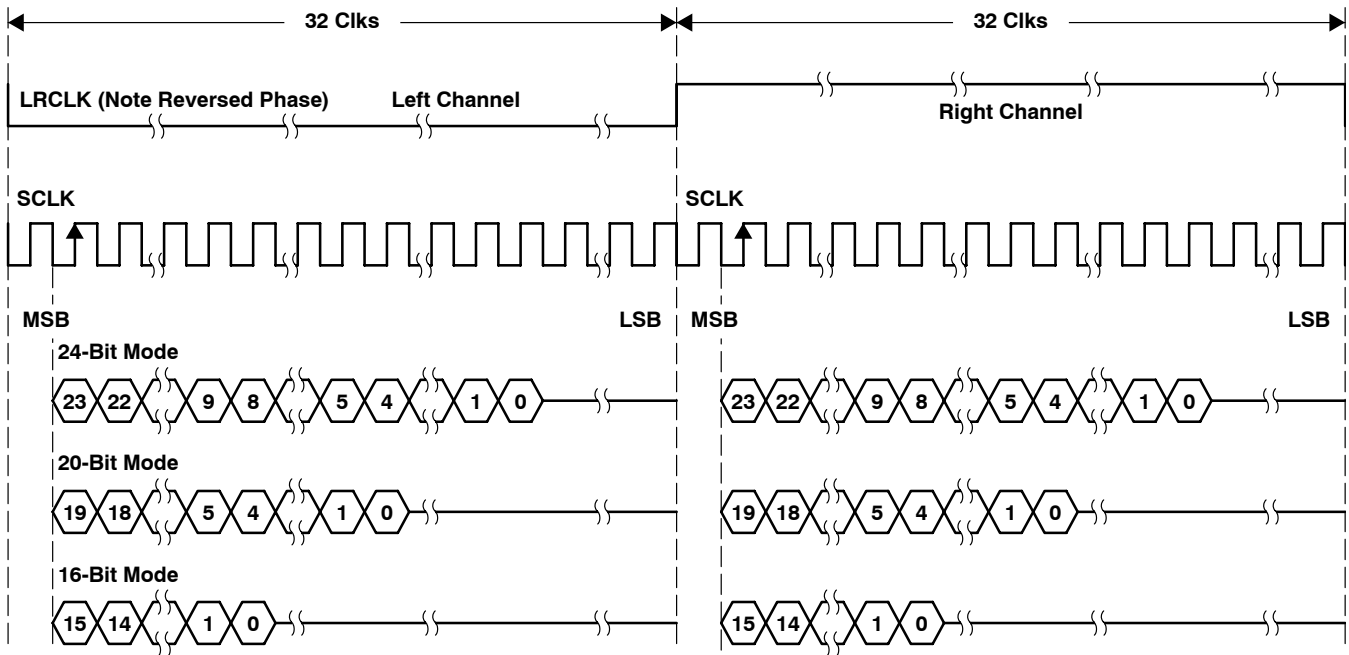 32 Clks 32 Clks
LRCLK (Note Reversed Phase) Left Channel
Right Channel
SCLK SCLK
MSB LSB MSB LSB
24-Bit Mode
23 22 9 8 5 4 1 0 23 22 9 8 5 4 1 0
20-Bit Mode
19 18 5 4 1 0 19 18 5 4 1 0
16-Bit Mode
15 14 1 0 15 14 1 0